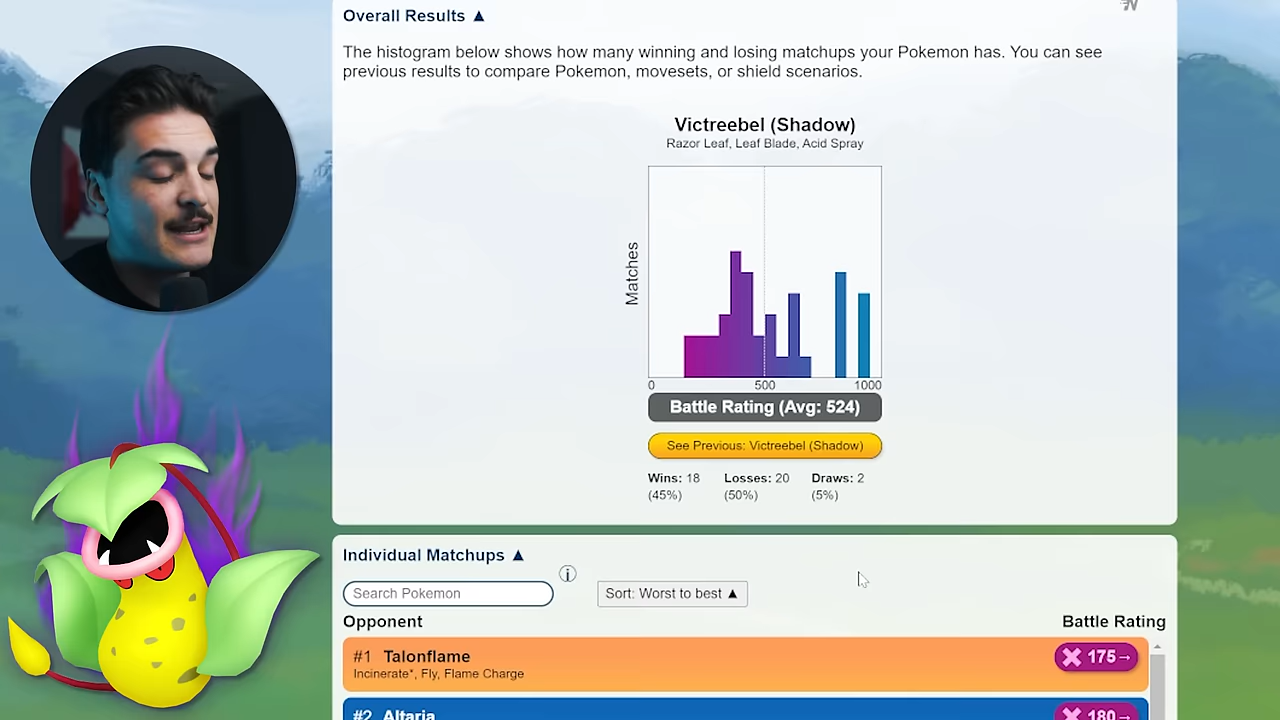 Overall Results ▲
The histogram below shows how many winning and losing matchups your Pokemon has. You can see
previous results to compare Pokemon, movesets, or shield scenarios.
Victreebel (Shadow)
Razor Leaf, Leaf Blade, Acid Spray
Matches
0 500 1000
Battle Rating (Avg: 524)
See Previous: Victreebel (Shadow)
Wins: 18 Losses: 20 Draws: 2
(45%) (50%) (5%)
Individual Matchups ▲
Search Pokemon
Sort: Worst to best ▲
Opponent Battle Rating
#1 Talonflame 175→
Incinerate*, Fly, Flame Charge
#2 Altaria 180→